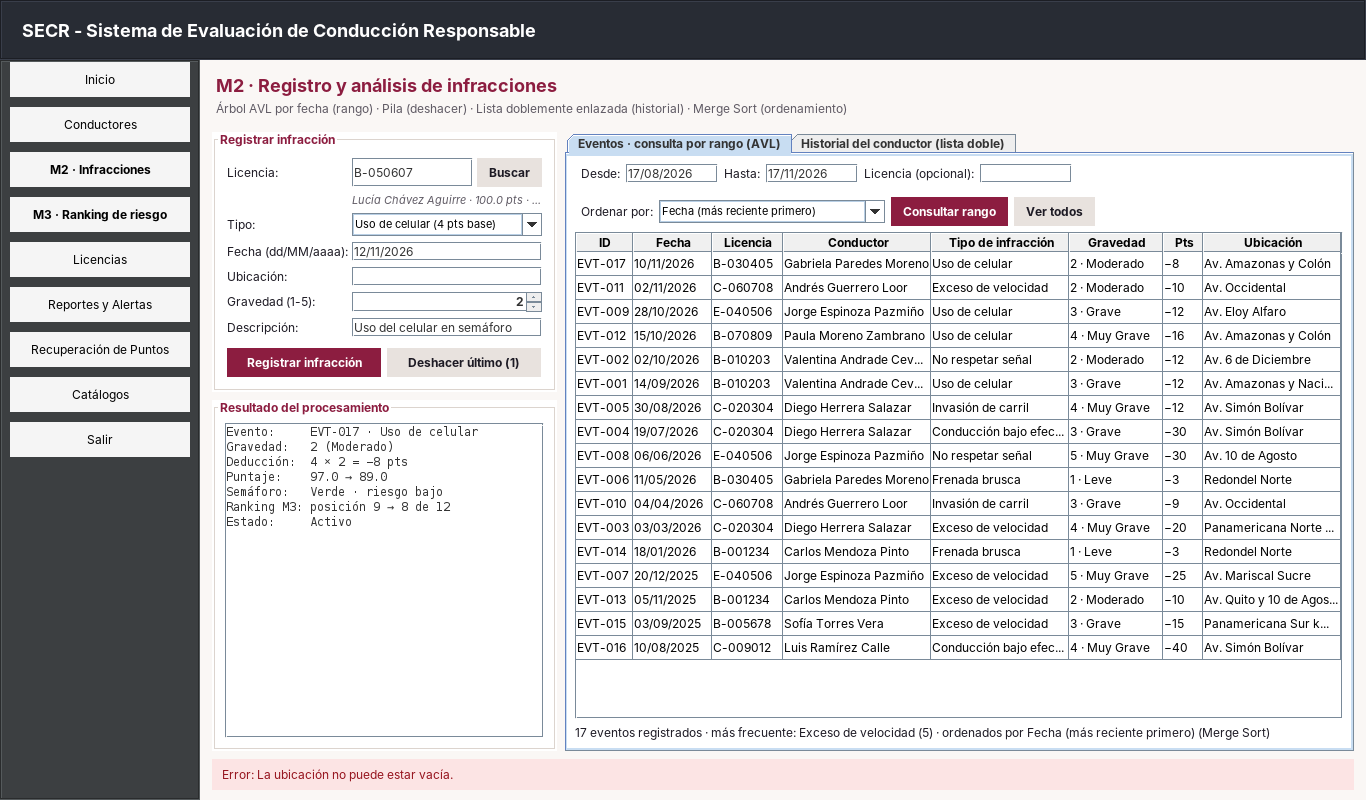 SECR - Sistema de Evaluación de Conducción Responsable
Inicio
Conductores
M2 · Infracciones
M3 · Ranking de riesgo
Licencias
Reportes y Alertas
Recuperación de Puntos
Catálogos
Salir
M2 · Registro y análisis de infracciones
Árbol AVL por fecha (rango) · Pila (deshacer) · Lista doblemente enlazada (historial) · Merge Sort (ordenamiento)
Registrar infracción
Licencia: B-050607 Buscar
Lucía Chávez Aguirre · 100.0 pts · ...
Tipo: Uso de celular (4 pts base)
Fecha (dd/MM/aaaa): 12/11/2026
Ubicación:
Gravedad (1-5): 2
Descripción: Uso del celular en semáforo
Registrar infracción Deshacer último (1)
Resultado del procesamiento
Evento: EVT-017 · Uso de celular
Gravedad: 2 (Moderado)
Deducción: 4 × 2 = −8 pts
Puntaje: 97.0 → 89.0
Semáforo: Verde · riesgo bajo
Ranking M3: posición 9 → 8 de 12
Estado: Activo
Eventos · consulta por rango (AVL) Historial del conductor (lista doble)
Desde: 17/08/2026 Hasta: 17/11/2026 Licencia (opcional):
Ordenar por: Fecha (más reciente primero) Consultar rango Ver todos
ID Fecha Licencia Conductor Tipo de infracción Gravedad Pts Ubicación
EVT-017 10/11/2026 B-030405 Gabriela Paredes Moreno Uso de celular 2 · Moderado −8 Av. Amazonas y Colón
EVT-011 02/11/2026 C-060708 Andrés Guerrero Loor Exceso de velocidad 2 · Moderado −10 Av. Occidental
EVT-009 28/10/2026 E-040506 Jorge Espinoza Pazmiño Uso de celular 3 · Grave −12 Av. Eloy Alfaro
EVT-012 15/10/2026 B-070809 Paula Moreno Zambrano Uso de celular 4 · Muy Grave −16 Av. Amazonas y Colón
EVT-002 02/10/2026 B-010203 Valentina Andrade Cev... No respetar señal 2 · Moderado −12 Av. 6 de Diciembre
EVT-001 14/09/2026 B-010203 Valentina Andrade Cev... Uso de celular 3 · Grave −12 Av. Amazonas y Naci...
EVT-005 30/08/2026 C-020304 Diego Herrera Salazar Invasión de carril 4 · Muy Grave −12 Av. Simón Bolívar
EVT-004 19/07/2026 C-020304 Diego Herrera Salazar Conducción bajo efec... 3 · Grave −30 Av. Simón Bolívar
EVT-008 06/06/2026 E-040506 Jorge Espinoza Pazmiño No respetar señal 5 · Muy Grave −30 Av. 10 de Agosto
EVT-006 11/05/2026 B-030405 Gabriela Paredes Moreno Frenada brusca 1 · Leve −3 Redondel Norte
EVT-010 04/04/2026 C-060708 Andrés Guerrero Loor Invasión de carril 3 · Grave −9 Av. Occidental
EVT-003 03/03/2026 C-020304 Diego Herrera Salazar Exceso de velocidad 4 · Muy Grave −20 Panamericana Norte ...
EVT-014 18/01/2026 B-001234 Carlos Mendoza Pinto Frenada brusca 1 · Leve −3 Redondel Norte
EVT-007 20/12/2025 E-040506 Jorge Espinoza Pazmiño Exceso de velocidad 5 · Muy Grave −25 Av. Mariscal Sucre
EVT-013 05/11/2025 B-001234 Carlos Mendoza Pinto Exceso de velocidad 2 · Moderado −10 Av. Quito y 10 de Agos...
EVT-015 03/09/2025 B-005678 Sofía Torres Vera Exceso de velocidad 3 · Grave −15 Panamericana Sur k...
EVT-016 10/08/2025 C-009012 Luis Ramírez Calle Conducción bajo efec... 4 · Muy Grave −40 Av. Simón Bolívar
17 eventos registrados · más frecuente: Exceso de velocidad (5) · ordenados por Fecha (más reciente primero) (Merge Sort)
Error: La ubicación no puede estar vacía.